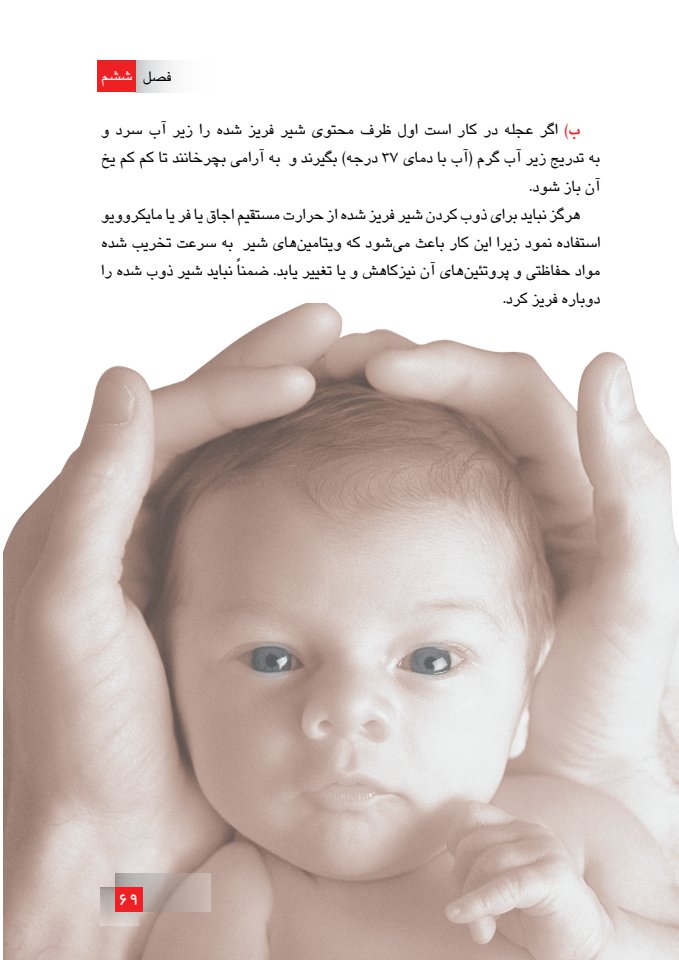 فصل ششم
ب) اگر عجله در کار است اول ظرف محتوی شیر فریز شده را زیر آب سرد و
به تدریج زیر آب گرم (آب با دمای ۳۷ درجه) بگیرند و به آرامی بچرخانند تا کم کم یخ
آن باز شود.
هرگز نباید برای ذوب کردن شیر فریز شده از حرارت مستقیم اجاق یا فر یا مایکروویو
استفاده نمود زیرا این کار باعث می‌شود که ویتامین‌های شیر به سرعت تخریب شده
مواد حفاظتی و پروتئین‌های آن نیزکاهش و یا تغییر یابد. ضمناً نباید شیر ذوب شده را
دوباره فریز کرد.
۶۹